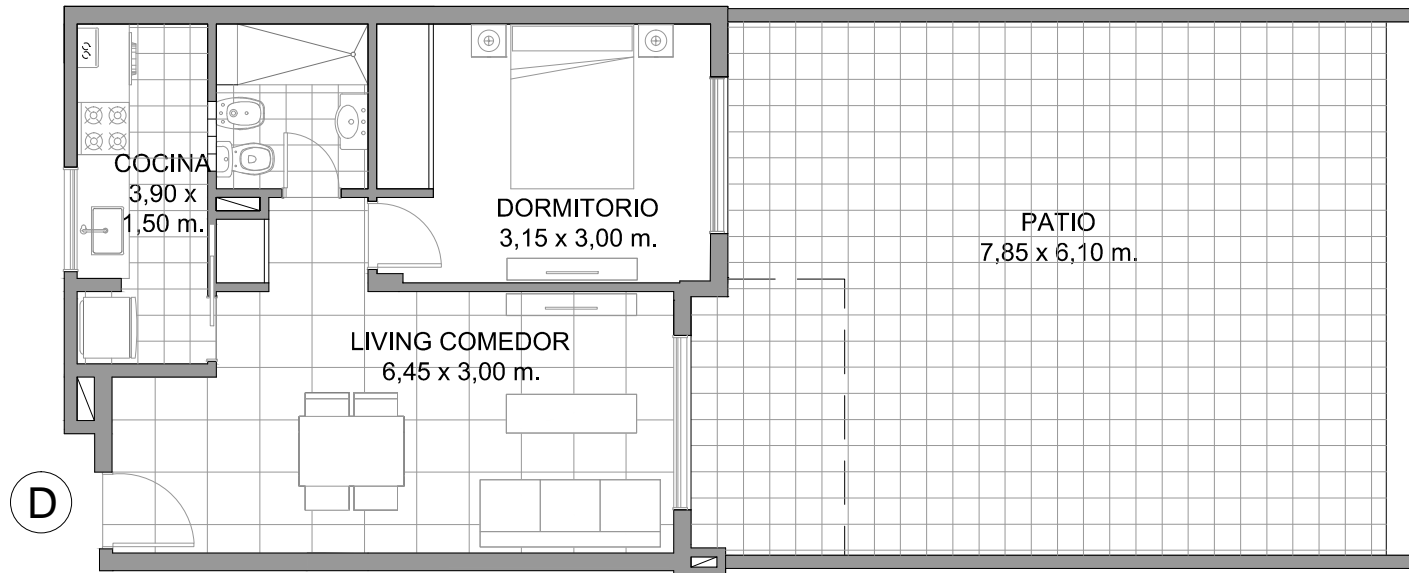 COCINA
3,90 x
1,50 m.
DORMITORIO
3,15 x 3,00 m.
PATIO
7,85 x 6,10 m.
LIVING COMEDOR
6,45 x 3,00 m.
D